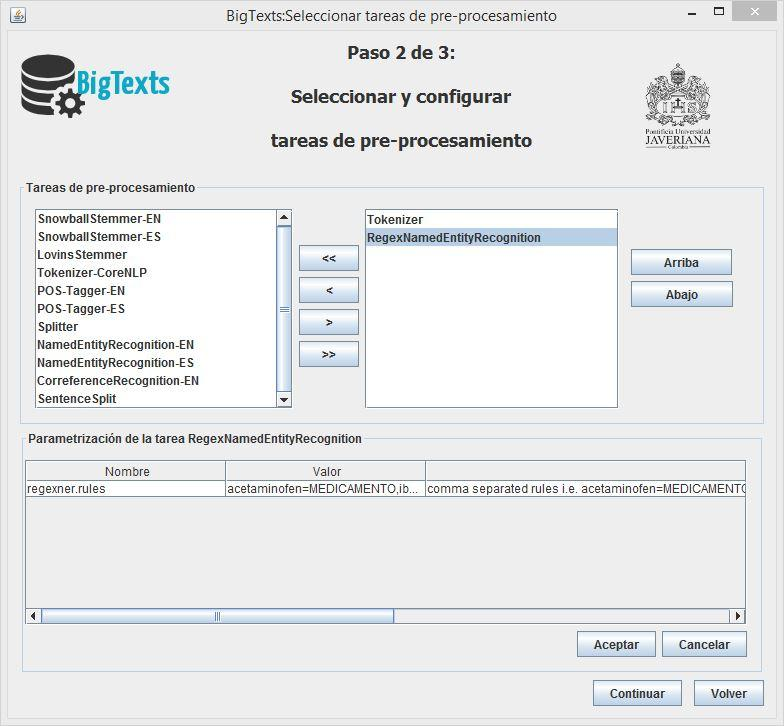 BigTexts:Seleccionar tareas de pre-procesamiento
BigTexts
Paso 2 de 3:
Seleccionar y configurar
tareas de pre-procesamiento
IHS
Pontificia Universidad
JAVERIANA
Colombia
Tareas de pre-procesamiento
SnowballStemmer-EN
SnowballStemmer-ES
LovinsStemmer
Tokenizer-CoreNLP
POS-Tagger-EN
POS-Tagger-ES
Splitter
NamedEntityRecognition-EN
NamedEntityRecognition-ES
CorreferenceRecognition-EN
SentenceSplit
<<
<
>
>>
Tokenizer
RegexNamedEntityRecognition
Arriba
Abajo
Parametrización de la tarea RegexNamedEntityRecognition
Nombre Valor
regexner.rules acetaminofen=MEDICAMENTO,ib... comma separated rules i.e. acetaminofen=MEDICAMENTO
Aceptar Cancelar
Continuar Volver